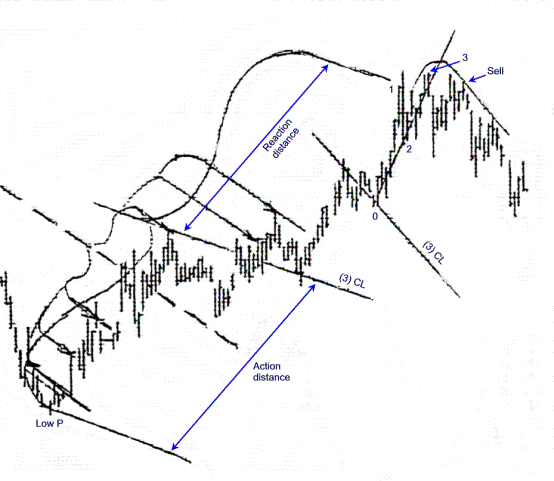 3
Sell
1
Reaction
distance
2
0
(3) CL
(3) CL
Action
distance
Low P